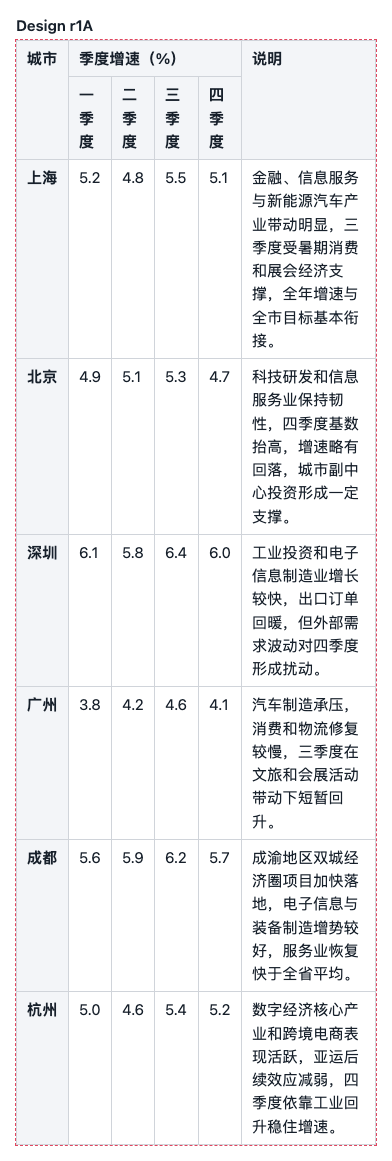 Design r1A
城市 季度增速（%） 说明
一季度 二季度 三季度 四季度
上海 5.2 4.8 5.5 5.1 金融、信息服务
与新能源汽车产
业带动明显，三
季度受暑期消费
和展会经济支
撑，全年增速与
全市目标基本衔
接。
北京 4.9 5.1 5.3 4.7 科技研发和信息
服务业保持韧
性，四季度基数
抬高，增速略有
回落，城市副中
心投资形成一定
支撑。
深圳 6.1 5.8 6.4 6.0 工业投资和电子
信息制造业增长
较快，出口订单
回暖，但外部需
求波动对四季度
形成扰动。
广州 3.8 4.2 4.6 4.1 汽车制造承压，
消费和物流修复
较慢，三季度在
文旅和会展活动
带动下短暂回
升。
成都 5.6 5.9 6.2 5.7 成渝地区双城经
济圈项目加快落
地，电子信息与
装备制造增势较
好，服务业恢复
快于全省平均。
杭州 5.0 4.6 5.4 5.2 数字经济核心产
业和跨境电商表
现活跃，亚运后
续效应减弱，四
季度依靠工业回
升稳住增速。